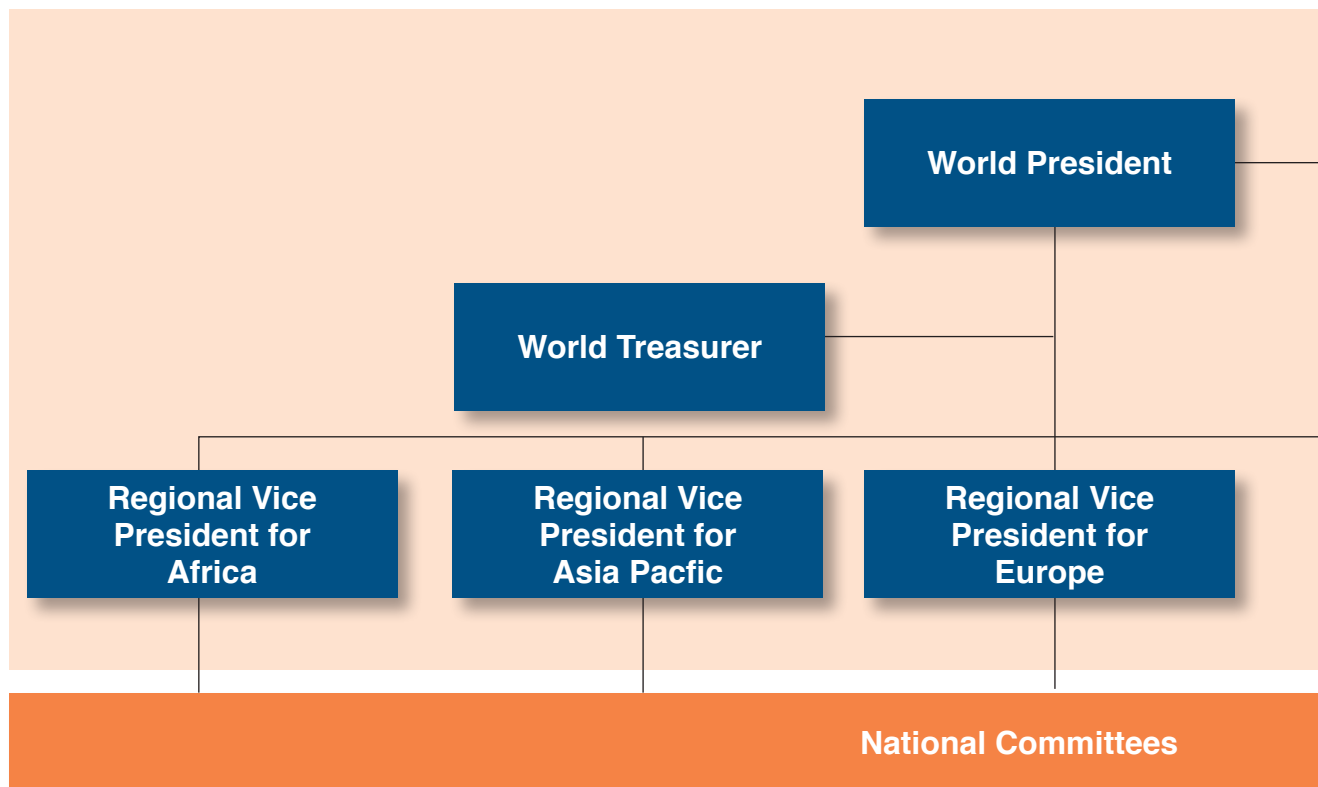 World President
World Treasurer
Regional Vice
President for
Africa
Regional Vice
President for
Asia Pacfic
Regional Vice
President for
Europe
National Committees